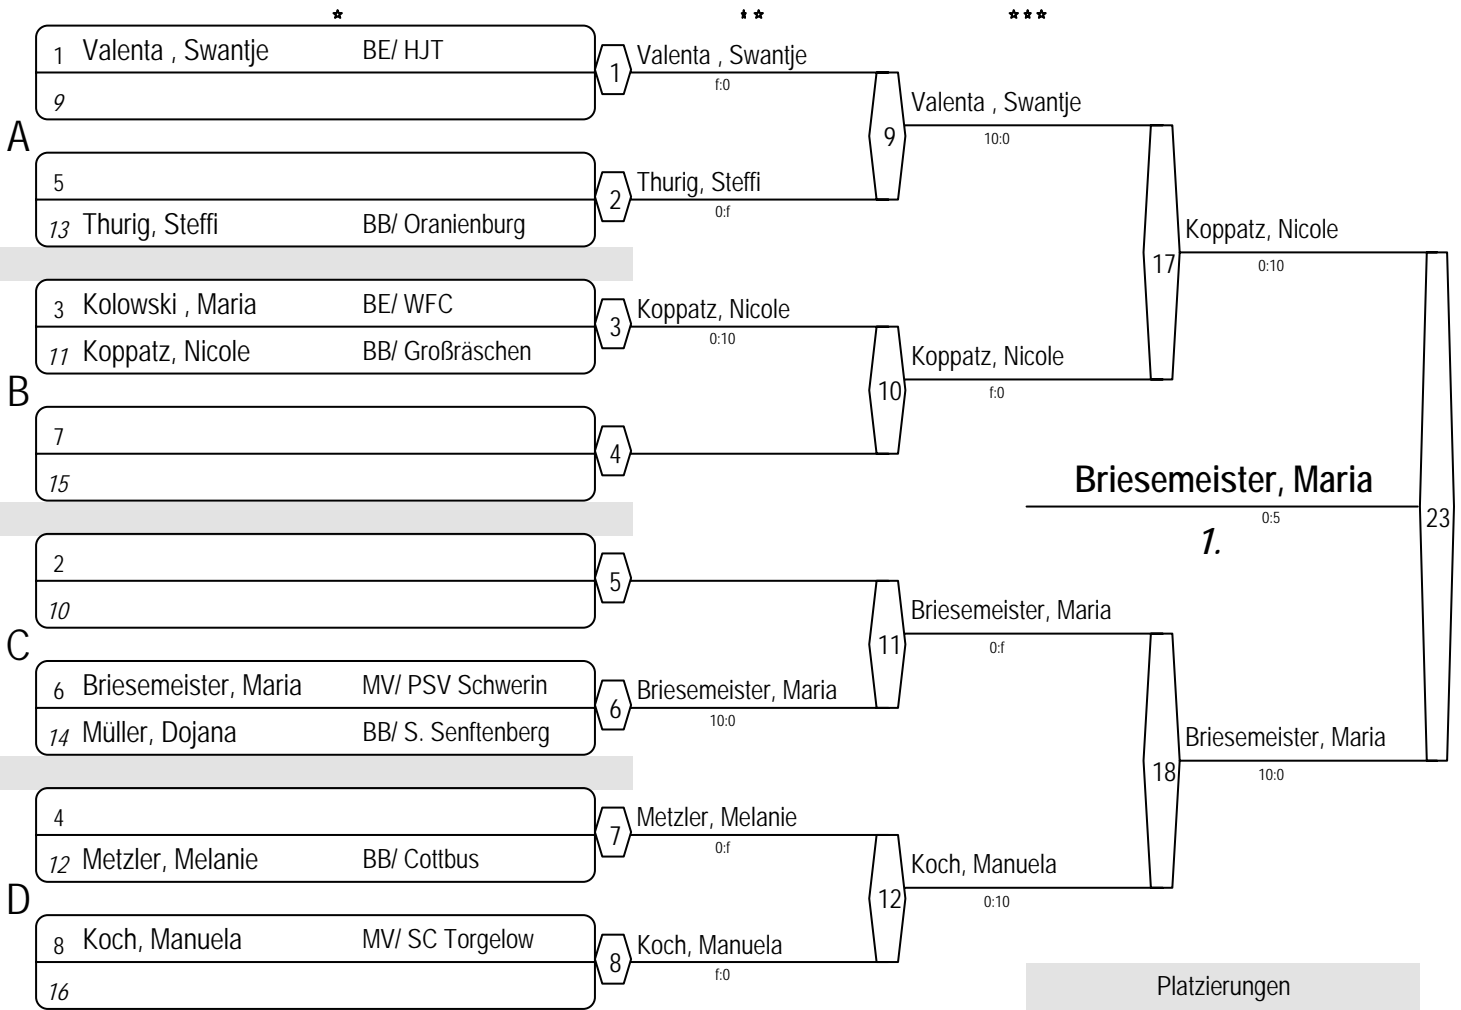 * ** ***
A
1 Valenta , Swantje BE/ HJT
9
1 Valenta , Swantje
f:0
5
13 Thurig, Steffi BB/ Oranienburg
2 Thurig, Steffi
0:f
9 Valenta , Swantje
10:0
B
3 Kolowski , Maria BE/ WFC
11 Koppatz, Nicole BB/ Großräschen
3 Koppatz, Nicole
0:10
7
15
4
10 Koppatz, Nicole
f:0
17 Koppatz, Nicole
0:10
C
2
10
5
6 Briesemeister, Maria MV/ PSV Schwerin
14 Müller, Dojana BB/ S. Senftenberg
6 Briesemeister, Maria
10:0
11 Briesemeister, Maria
0:f
D
4
12 Metzler, Melanie BB/ Cottbus
7 Metzler, Melanie
0:f
8 Koch, Manuela MV/ SC Torgelow
16
8 Koch, Manuela
f:0
12 Koch, Manuela
0:10
18 Briesemeister, Maria
10:0
23
Briesemeister, Maria
0:5
1.
Platzierungen